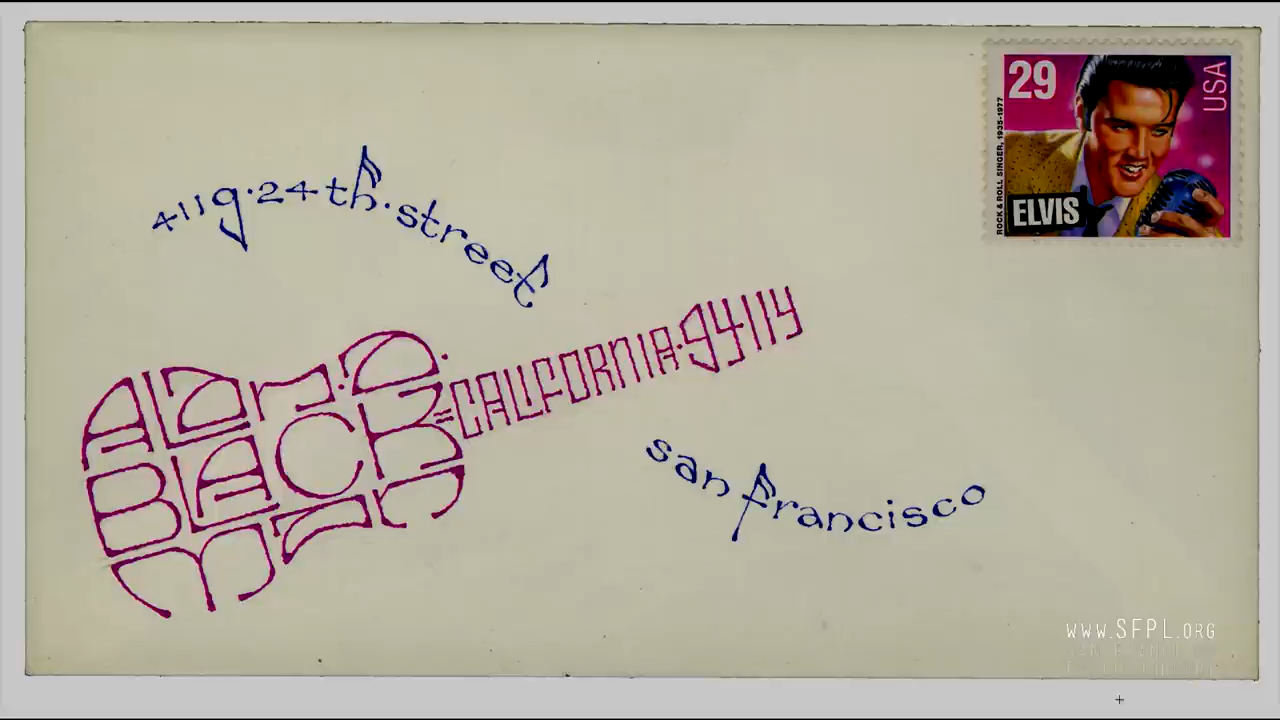 29
USA
ROCK & ROLL SINGER, 1935-1977
ELVIS
4119·24th·street
ALan
BLACK
man
=CALIFORNIA·94114
san francisco
www.SFPL.org